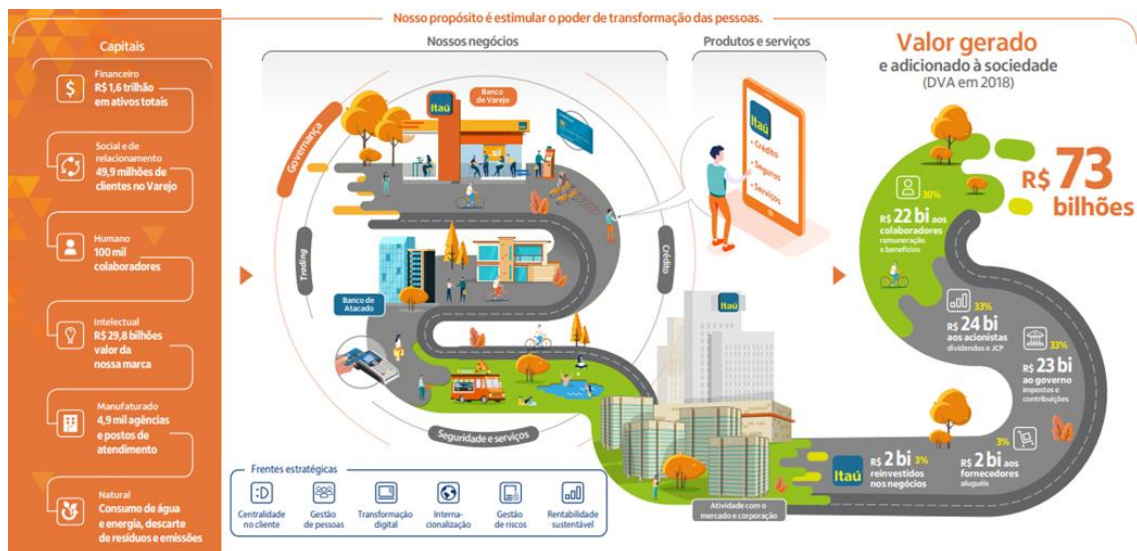 Nosso propósito é estimular o poder de transformação das pessoas.
Capitais
Financeiro
R$ 1,6 trilhão
em ativos totais
Social e de
relacionamento
49,9 milhões de
clientes no Varejo
Humano
100 mil
colaboradores
Intelectual
R$ 29,8 bilhões
valor da
nossa marca
Manufaturado
4,9 mil agências
e postos de
atendimento
Natural
Consumo de água
e energia, descarte
de resíduos e emissões
Nossos negócios
Governança
Trading
Crédito
Seguridade e serviços
Itaú
Banco
de Varejo
Banco de
Atacado
Frentes estratégicas
Centralidade
no cliente
Gestão
de pessoas
Transformação
digital
Interna-
cionalização
Gestão
de riscos
Rentabilidade
sustentável
Produtos e serviços
Itaú
• Crédito
• Seguros
• Serviços
Itaú
Atividade com o
mercado e corporação
Valor gerado
e adicionado à sociedade
(DVA em 2018)
R$ 73
bilhões
30%
R$ 22 bi aos
colaboradores
remuneração
e benefícios
33%
R$ 24 bi
aos acionistas
dividendos e JCP
33%
R$ 23 bi
ao governo
impostos e
contribuições
3%
R$ 2 bi aos
fornecedores
aluguéis
Itaú
R$ 2 bi 3%
reinvestidos
nos negócios